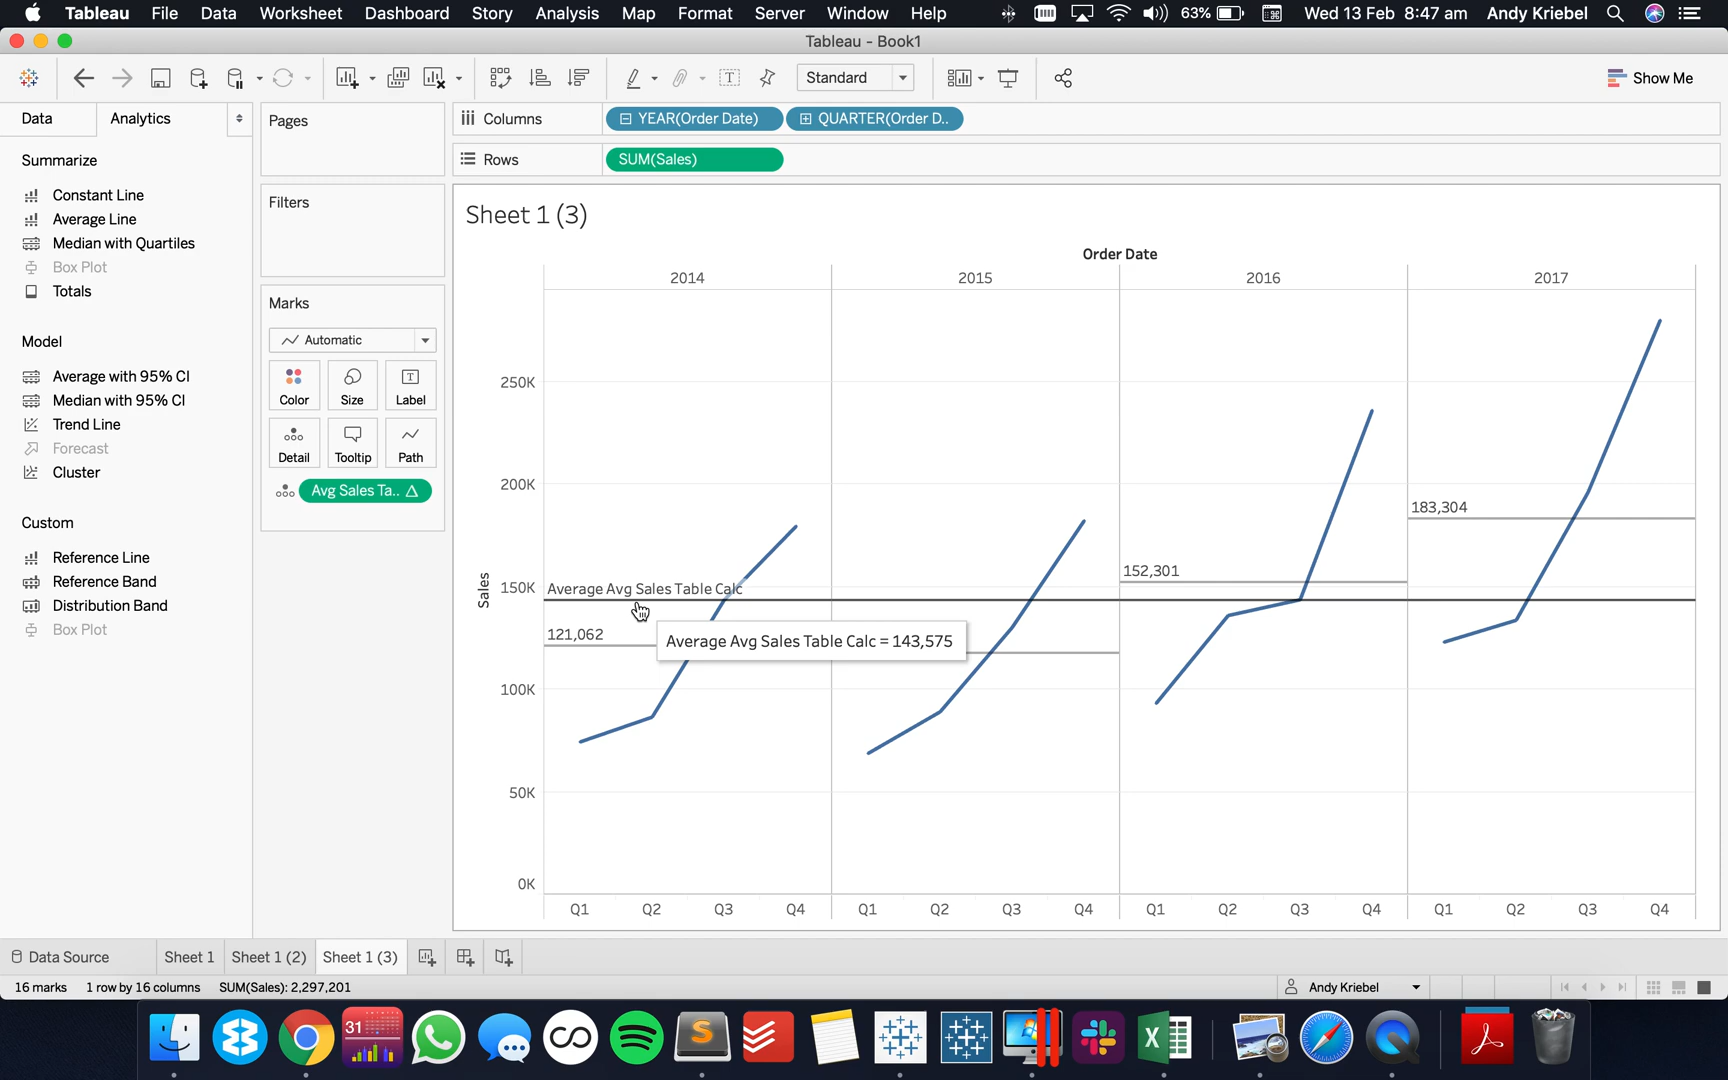 Tableau File Data Worksheet Dashboard Story Analysis Map Format Server Window Help 63% Wed 13 Feb 8:47 am Andy Kriebel
Tableau - Book1
Standard Show Me
Data Analytics
Summarize
Constant Line
Average Line
Median with Quartiles
Box Plot
Totals
Model
Average with 95% CI
Median with 95% CI
Trend Line
Forecast
Cluster
Custom
Reference Line
Reference Band
Distribution Band
Box Plot
Pages
Filters
Marks
Automatic
Color Size Label
Detail Tooltip Path
Avg Sales Ta..
Columns YEAR(Order Date) QUARTER(Order D..
Rows SUM(Sales)
Sheet 1 (3)
Order Date
2014 2015 2016 2017
Sales
250K
200K
150K
100K
50K
0K
183,304
152,301
Average Avg Sales Table Calc
121,062
Average Avg Sales Table Calc = 143,575
Q1 Q2 Q3 Q4 Q1 Q2 Q3 Q4 Q1 Q2 Q3 Q4 Q1 Q2 Q3 Q4
Data Source Sheet 1 Sheet 1 (2) Sheet 1 (3)
16 marks 1 row by 16 columns SUM(Sales): 2,297,201 Andy Kriebel
31
S
X